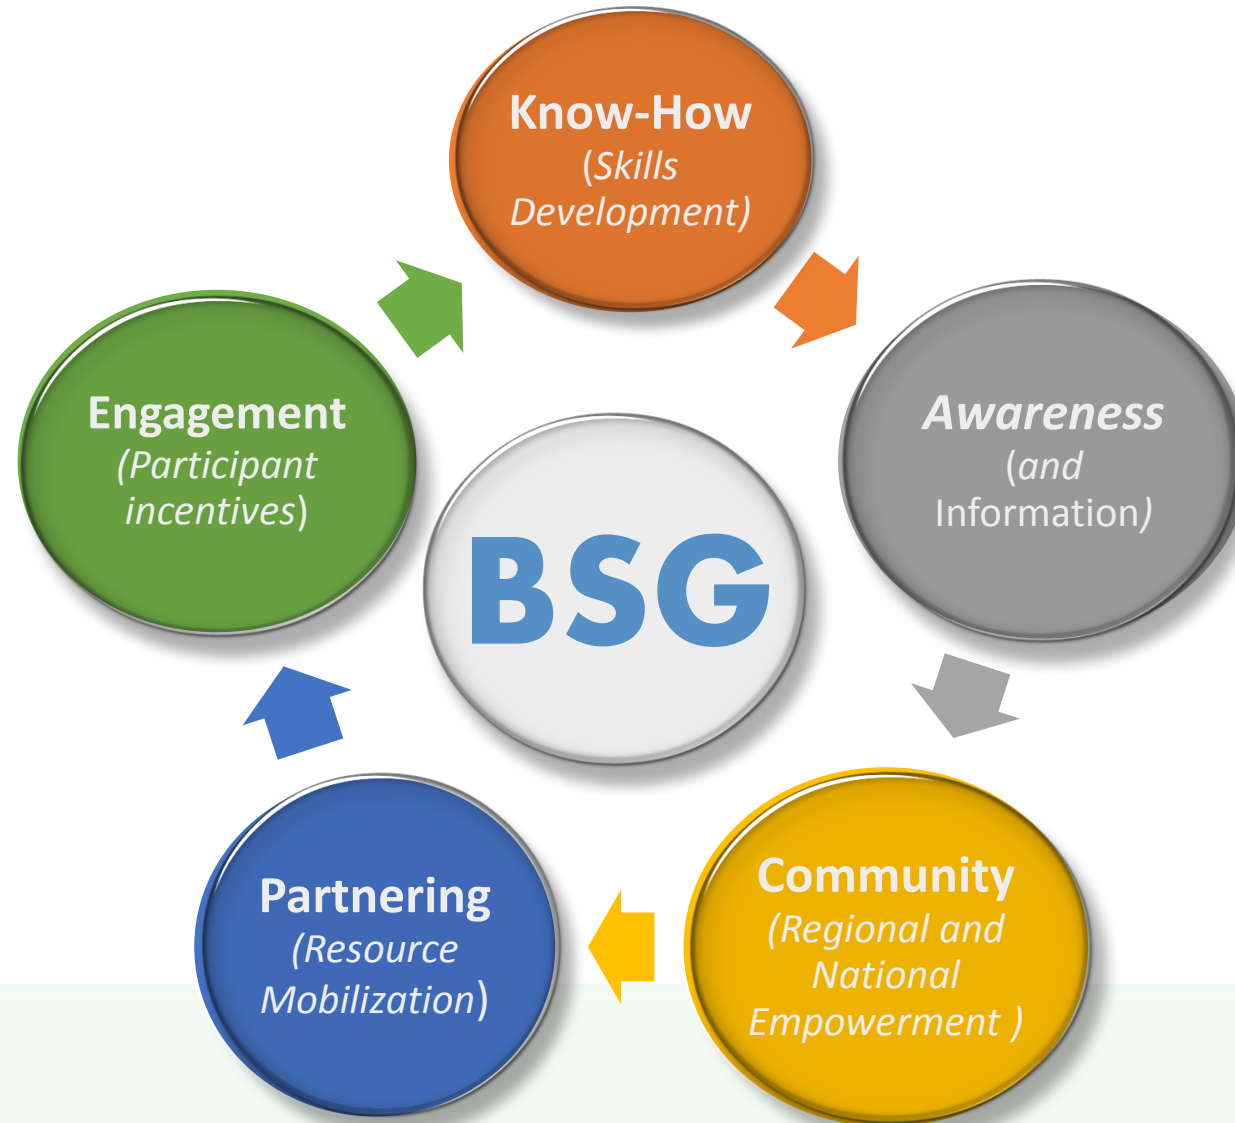 Know-How
(Skills
Development)
Awareness
(and
Information)
Community
(Regional and
National
Empowerment )
Partnering
(Resource
Mobilization)
Engagement
(Participant
incentives)
BSG